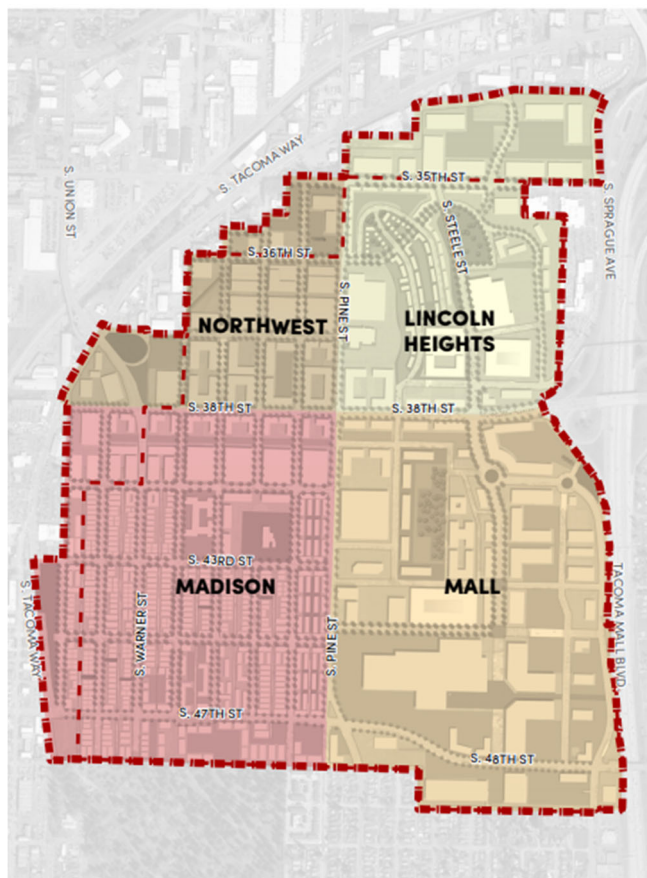 S. TACOMA WAY
S. UNION ST
S. 35TH ST
S. SPRAGUE AVE
S. STEELE ST
S. 36TH ST
S. PINE ST
NORTHWEST
LINCOLN
HEIGHTS
S. 38TH ST
S. 38TH ST
S. 43RD ST
MADISON
MALL
S. TACOMA WAY
S. WARNER ST
S. PINE ST
TACOMA MALL BLVD
S. 47TH ST
S. 48TH ST